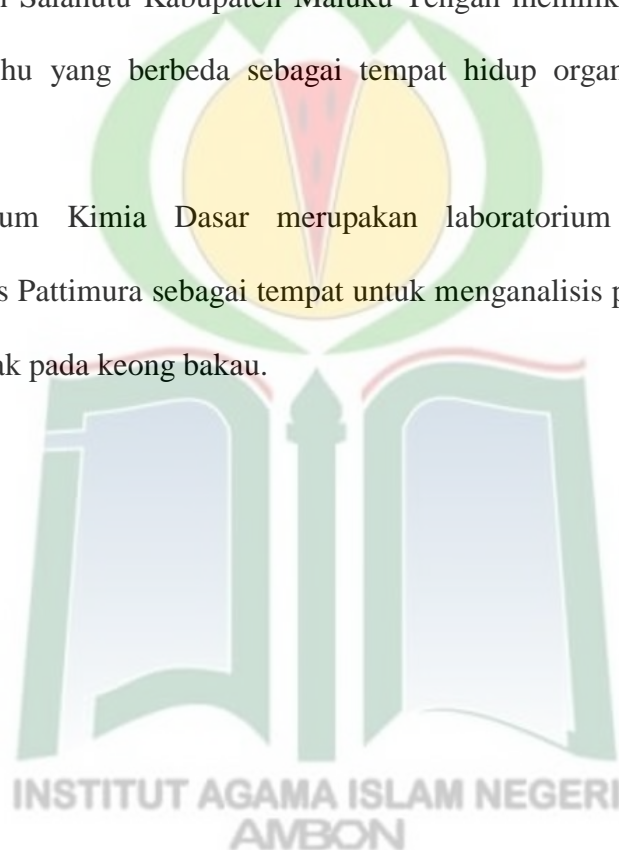 Salahutu Kabupaten Maluku Tengah
hu yang berbeda sebagai tempat hidup organ
um Kimia Dasar merupakan laboratorium
s Pattimura sebagai tempat untuk menganalisis p
ak pada keong bakau.
INSTITUT AGAMA ISLAM NEGERI
AMBON